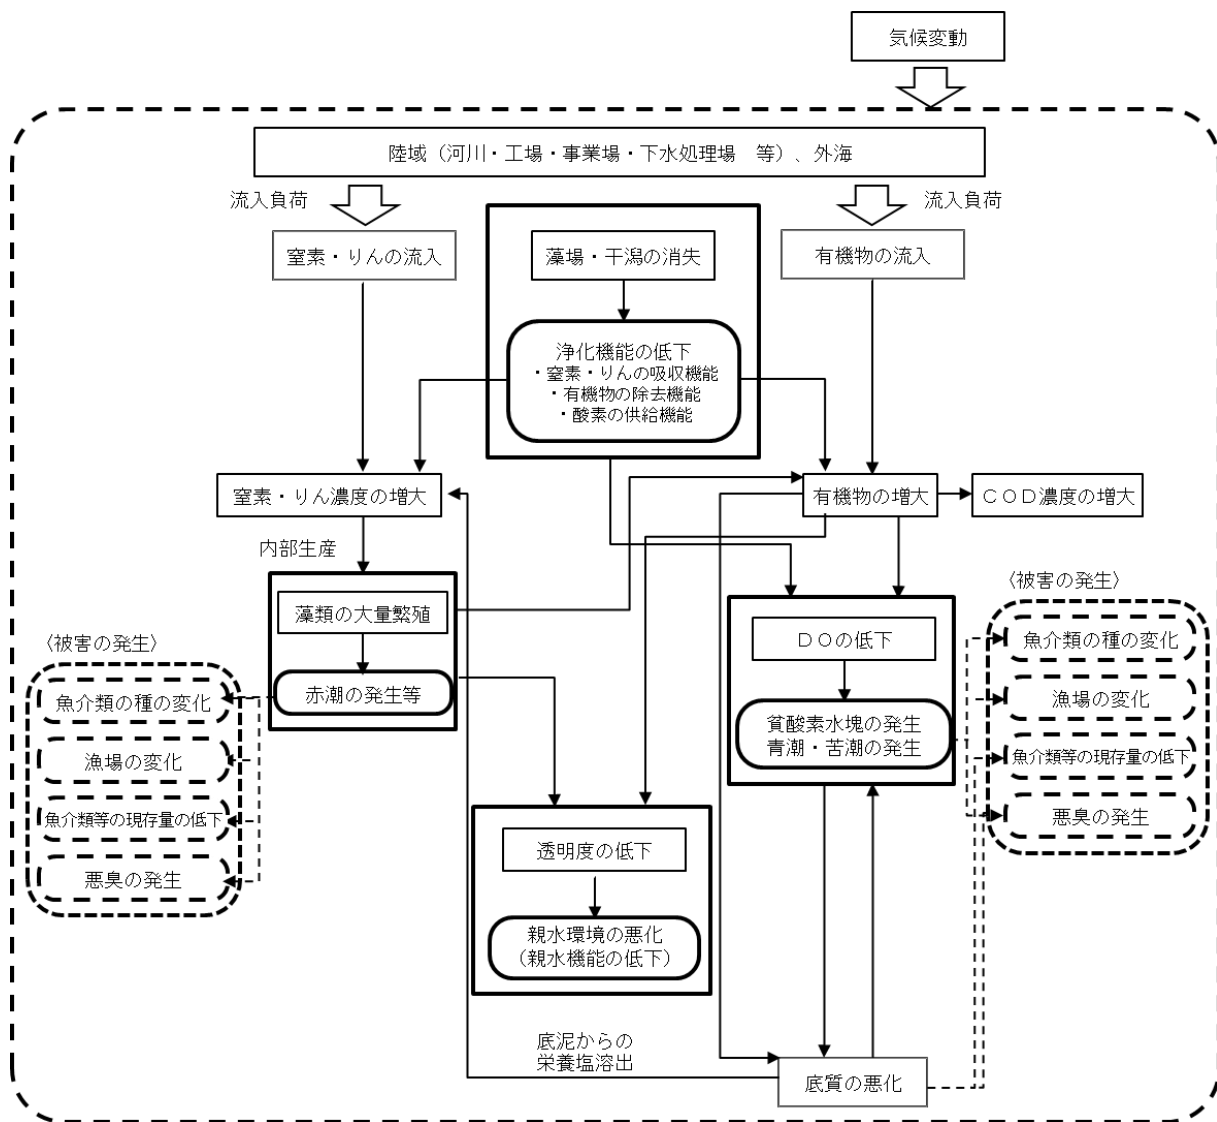 気候変動
陸域（河川・工場・事業場・下水処理場　等）、外海
流入負荷
流入負荷
窒素・りんの流入
藻場・干潟の消失
有機物の流入
浄化機能の低下
・窒素・りんの吸収機能
・有機物の除去機能
・酸素の供給機能
窒素・りん濃度の増大
有機物の増大
ＣＯＤ濃度の増大
内部生産
藻類の大量繁殖
赤潮の発生等
〈被害の発生〉
魚介類の種の変化
漁場の変化
魚介類等の現存量の低下
悪臭の発生
ＤＯの低下
貧酸素水塊の発生
青潮・苦潮の発生
〈被害の発生〉
魚介類の種の変化
漁場の変化
魚介類等の現存量の低下
悪臭の発生
透明度の低下
親水環境の悪化
（親水機能の低下）
底泥からの
栄養塩溶出
底質の悪化